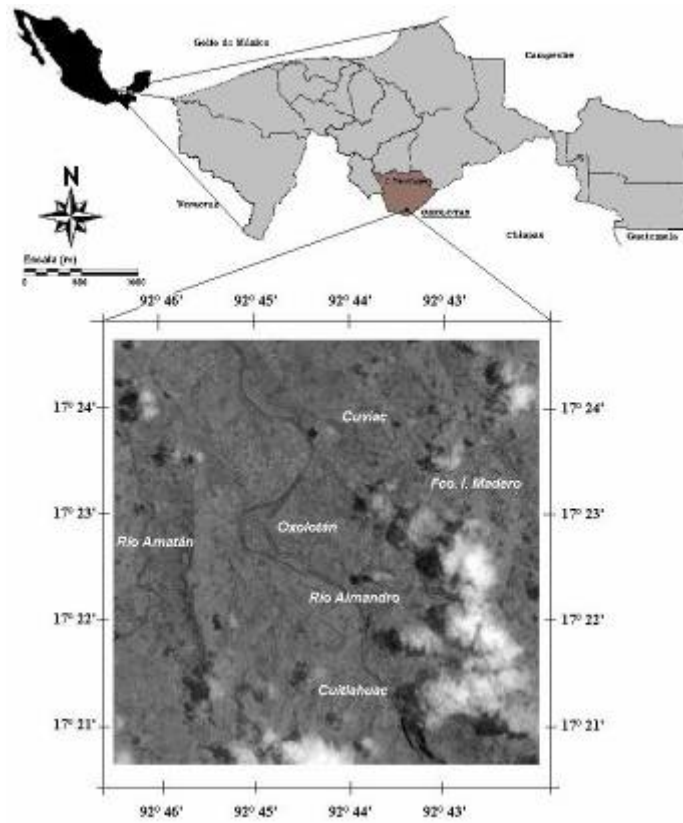 Golfo de México
Campeche
N
Veracruz
Chiapas
Guatemala
Escala (m)
0 500 1000
92° 46' 92° 45' 92° 44' 92° 43'
17° 24' 17° 24'
Cuviac
Fco. I. Madero
17° 23' 17° 23'
Río Amatán
Oxolotán
Río Almandro
17° 22' 17° 22'
Cuitlahuac
17° 21' 17° 21'
92° 46' 92° 45' 92° 44' 92° 43'